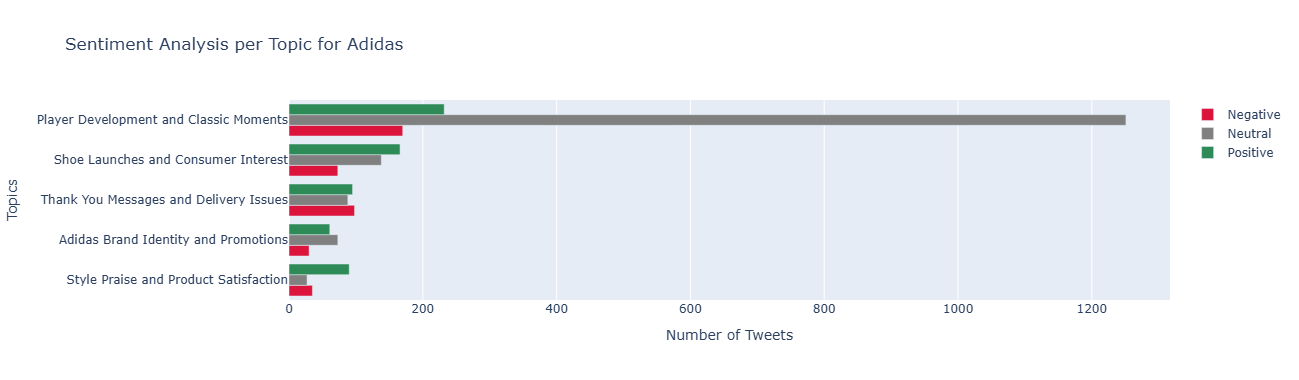 Sentiment Analysis per Topic for Adidas
Player Development and Classic Moments
Shoe Launches and Consumer Interest
Thank You Messages and Delivery Issues
Adidas Brand Identity and Promotions
Style Praise and Product Satisfaction
Topics
0 200 400 600 800 1000 1200
Number of Tweets
Negative
Neutral
Positive